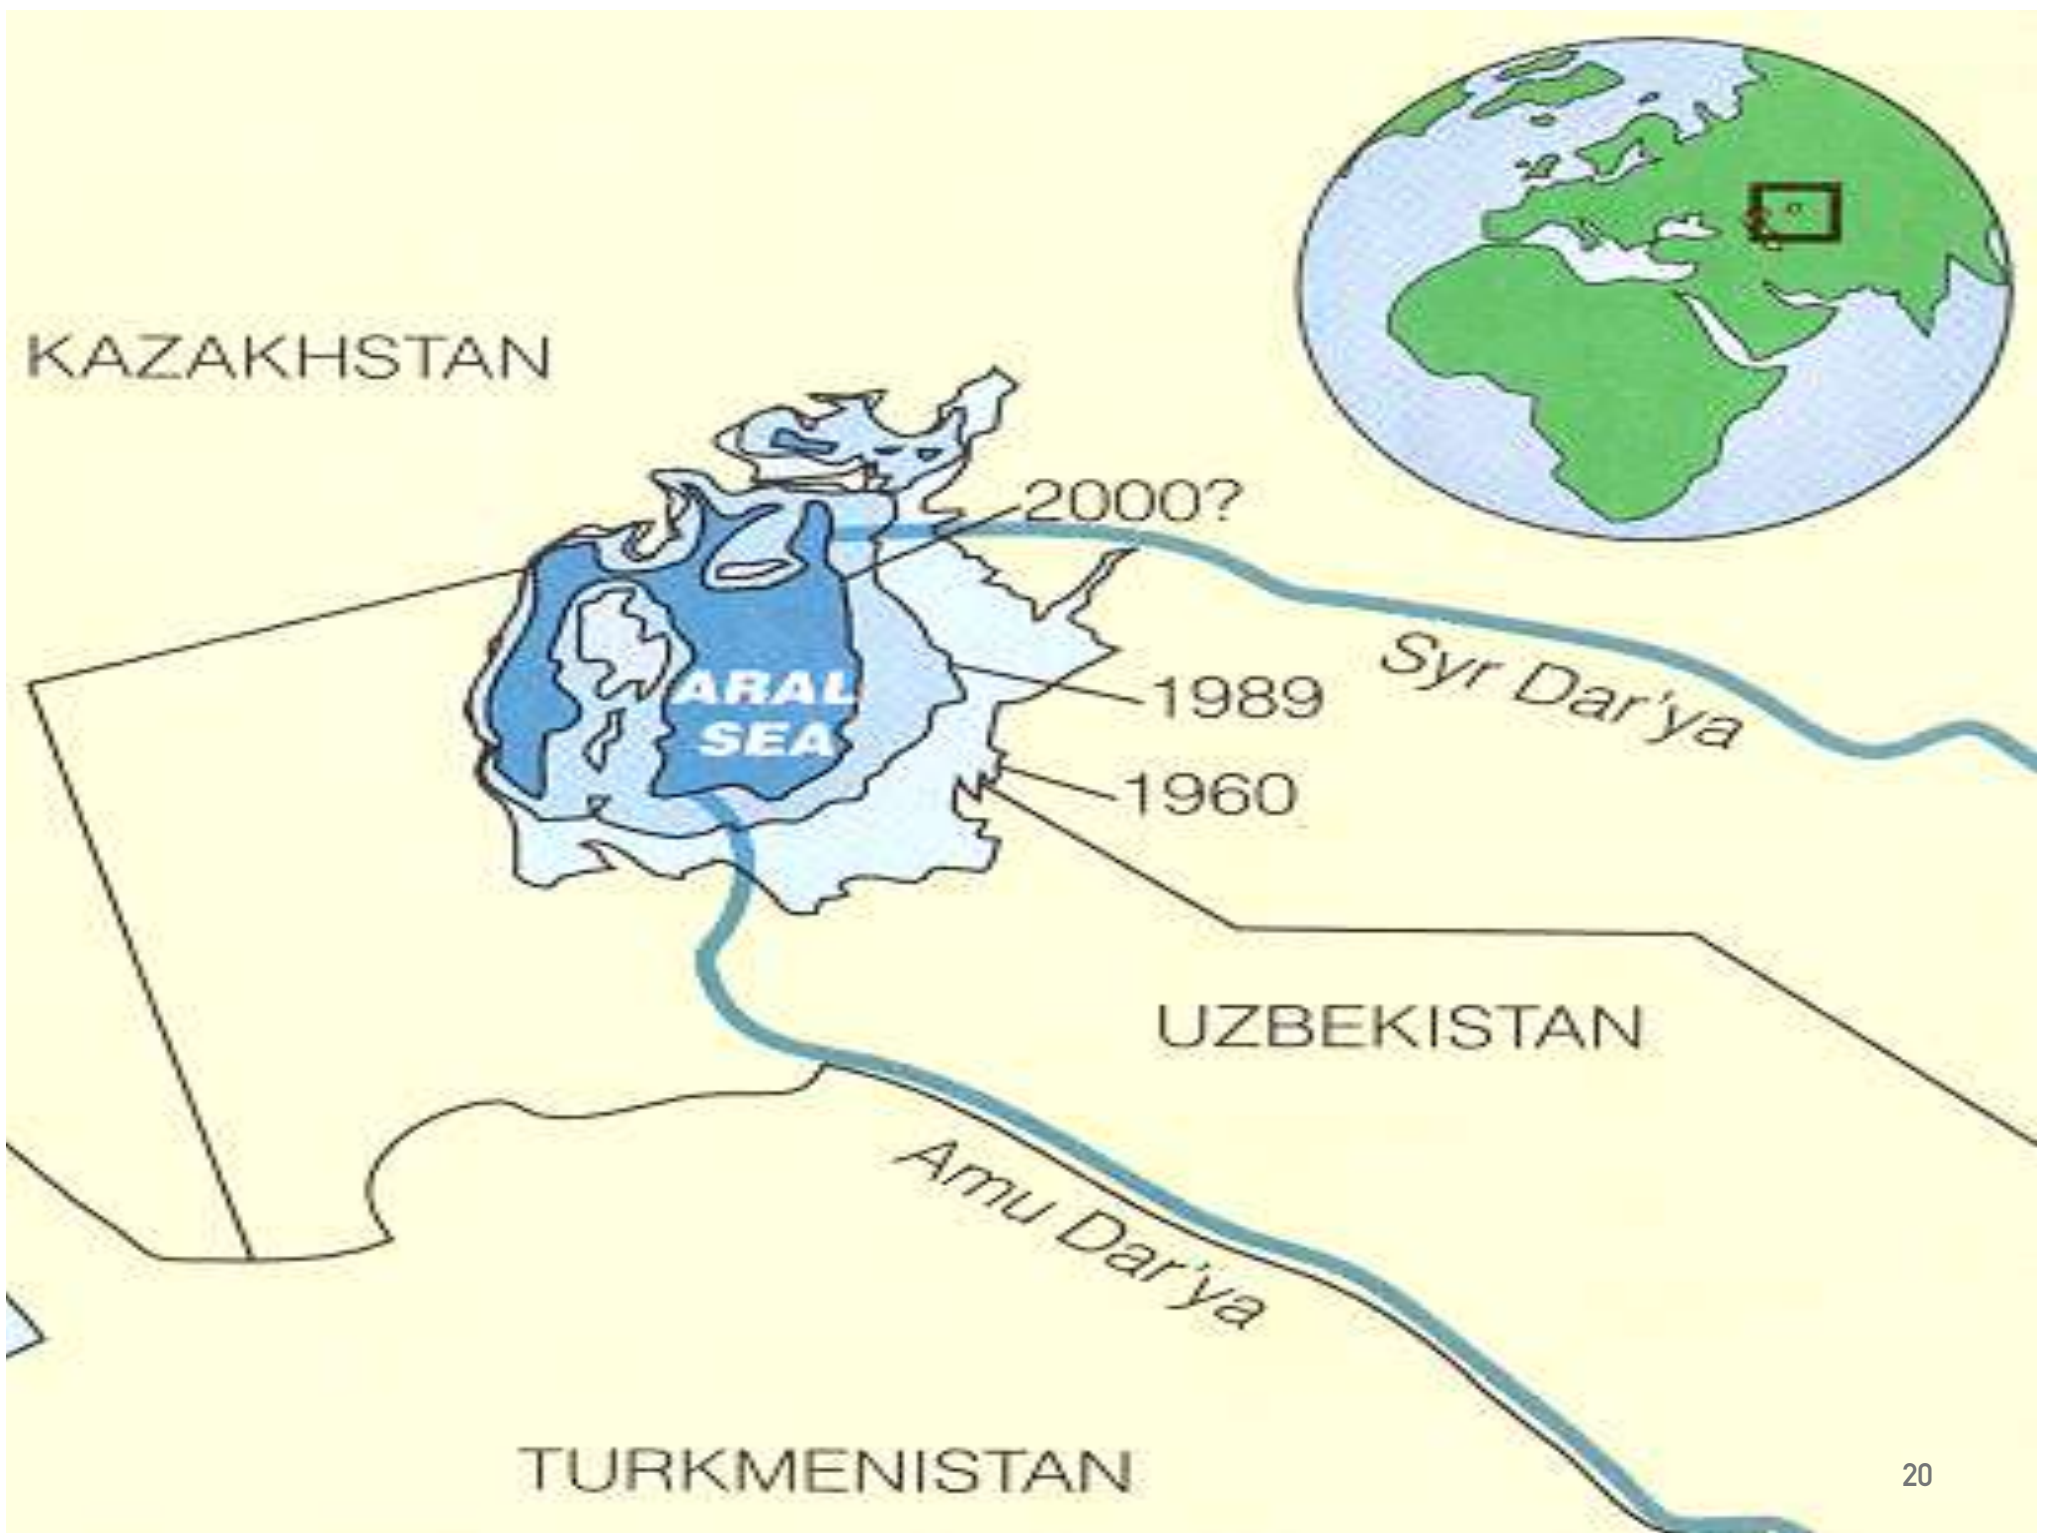 KAZAKHSTAN
2000?
Syr Dar'ya
ARAL
SEA
1989
1960
UZBEKISTAN
Amu Dar'ya
TURKMENISTAN
20